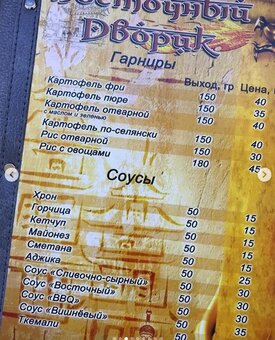 Восточный
Дворик
Гарниры
Выход, гр Цена,
Картофель фри 150 40
Картофель пюре 150 35
Картофель отварной 150 40
с маслом и зеленью
Картофель по-селянски 150 40
Рис отварной 150 30
Рис с овощами 180 45
Соусы
Хрон 50 15
Горчица 50 15
Кетчуп 50 15
Майонез 50 15
Сметана 50 15
Аджика 50 25
Соус «Сливочно-сырный» 50 30
Соус «Восточный» 50 30
Соус «BBQ» 50 35
Соус «Вишнёвый» 50 35
Ткемали 50 35